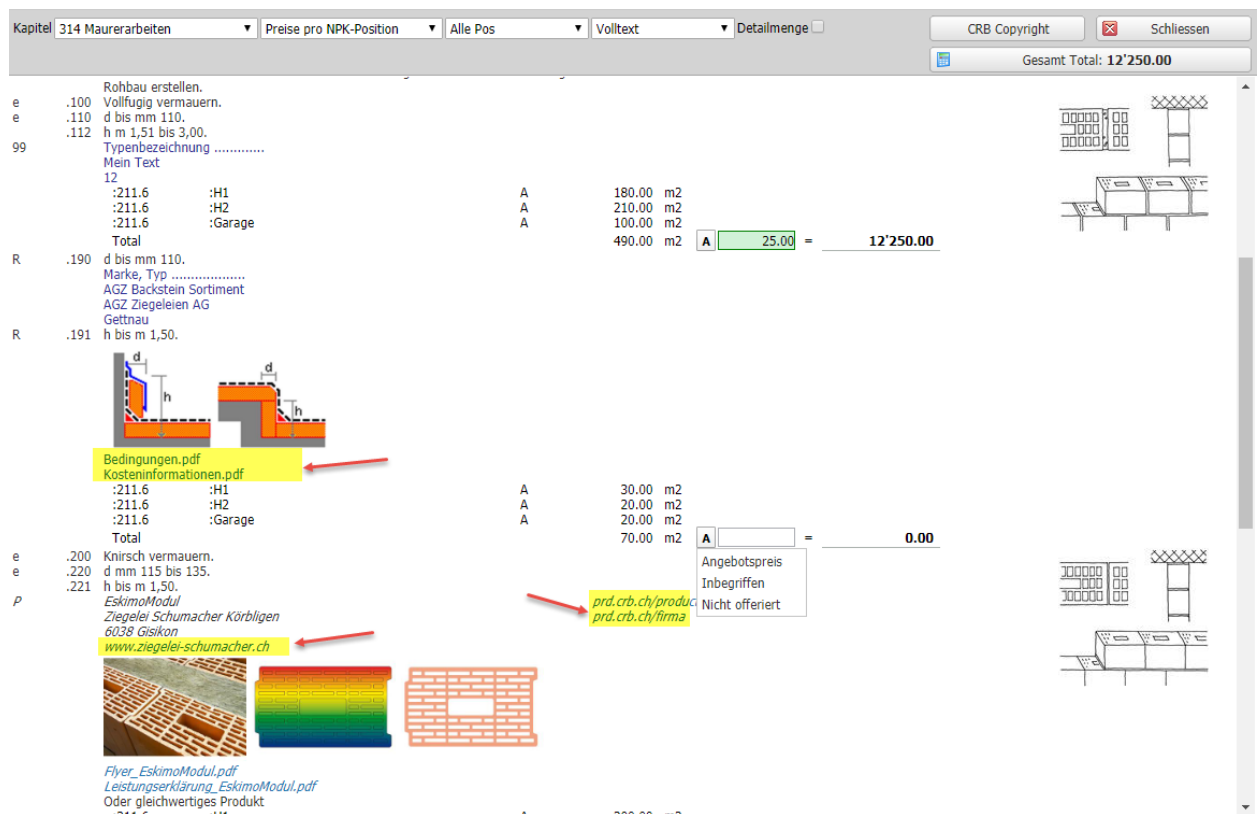 Kapitel 314 Maurerarbeiten Preise pro NPK-Position Alle Pos Volltext Detailmenge CRB Copyright Schliessen
Gesamt Total: 12'250.00
Rohbau erstellen.
e .100 Vollfugig vermauern.
e .110 d bis mm 110.
.112 h m 1,51 bis 3,00.
99 Typenbezeichnung .............
Mein Text
12
:211.6 :H1 A 180.00 m2
:211.6 :H2 A 210.00 m2
:211.6 :Garage A 100.00 m2
Total 490.00 m2 A 25.00 = 12'250.00
R .190 d bis mm 110.
Marke, Typ ...................
AGZ Backstein Sortiment
AGZ Ziegeleien AG
Gettnau
R .191 h bis m 1,50.
d
h
d
h
Bedingungen.pdf
Kosteninformationen.pdf
:211.6 :H1 A 30.00 m2
:211.6 :H2 A 20.00 m2
:211.6 :Garage A 20.00 m2
Total 70.00 m2 A = 0.00
Angebotspreis
Inbegriffen
Nicht offeriert
e .200 Knirsch vermauern.
e .220 d mm 115 bis 135.
.221 h bis m 1,50.
P EskimoModul prd.crb.ch/produc
Ziegelei Schumacher Körbligen prd.crb.ch/firma
6038 Gisikon
www.ziegelei-schumacher.ch
Flyer_EskimoModul.pdf
Leistungserklärung_EskimoModul.pdf
Oder gleichwertiges Produkt